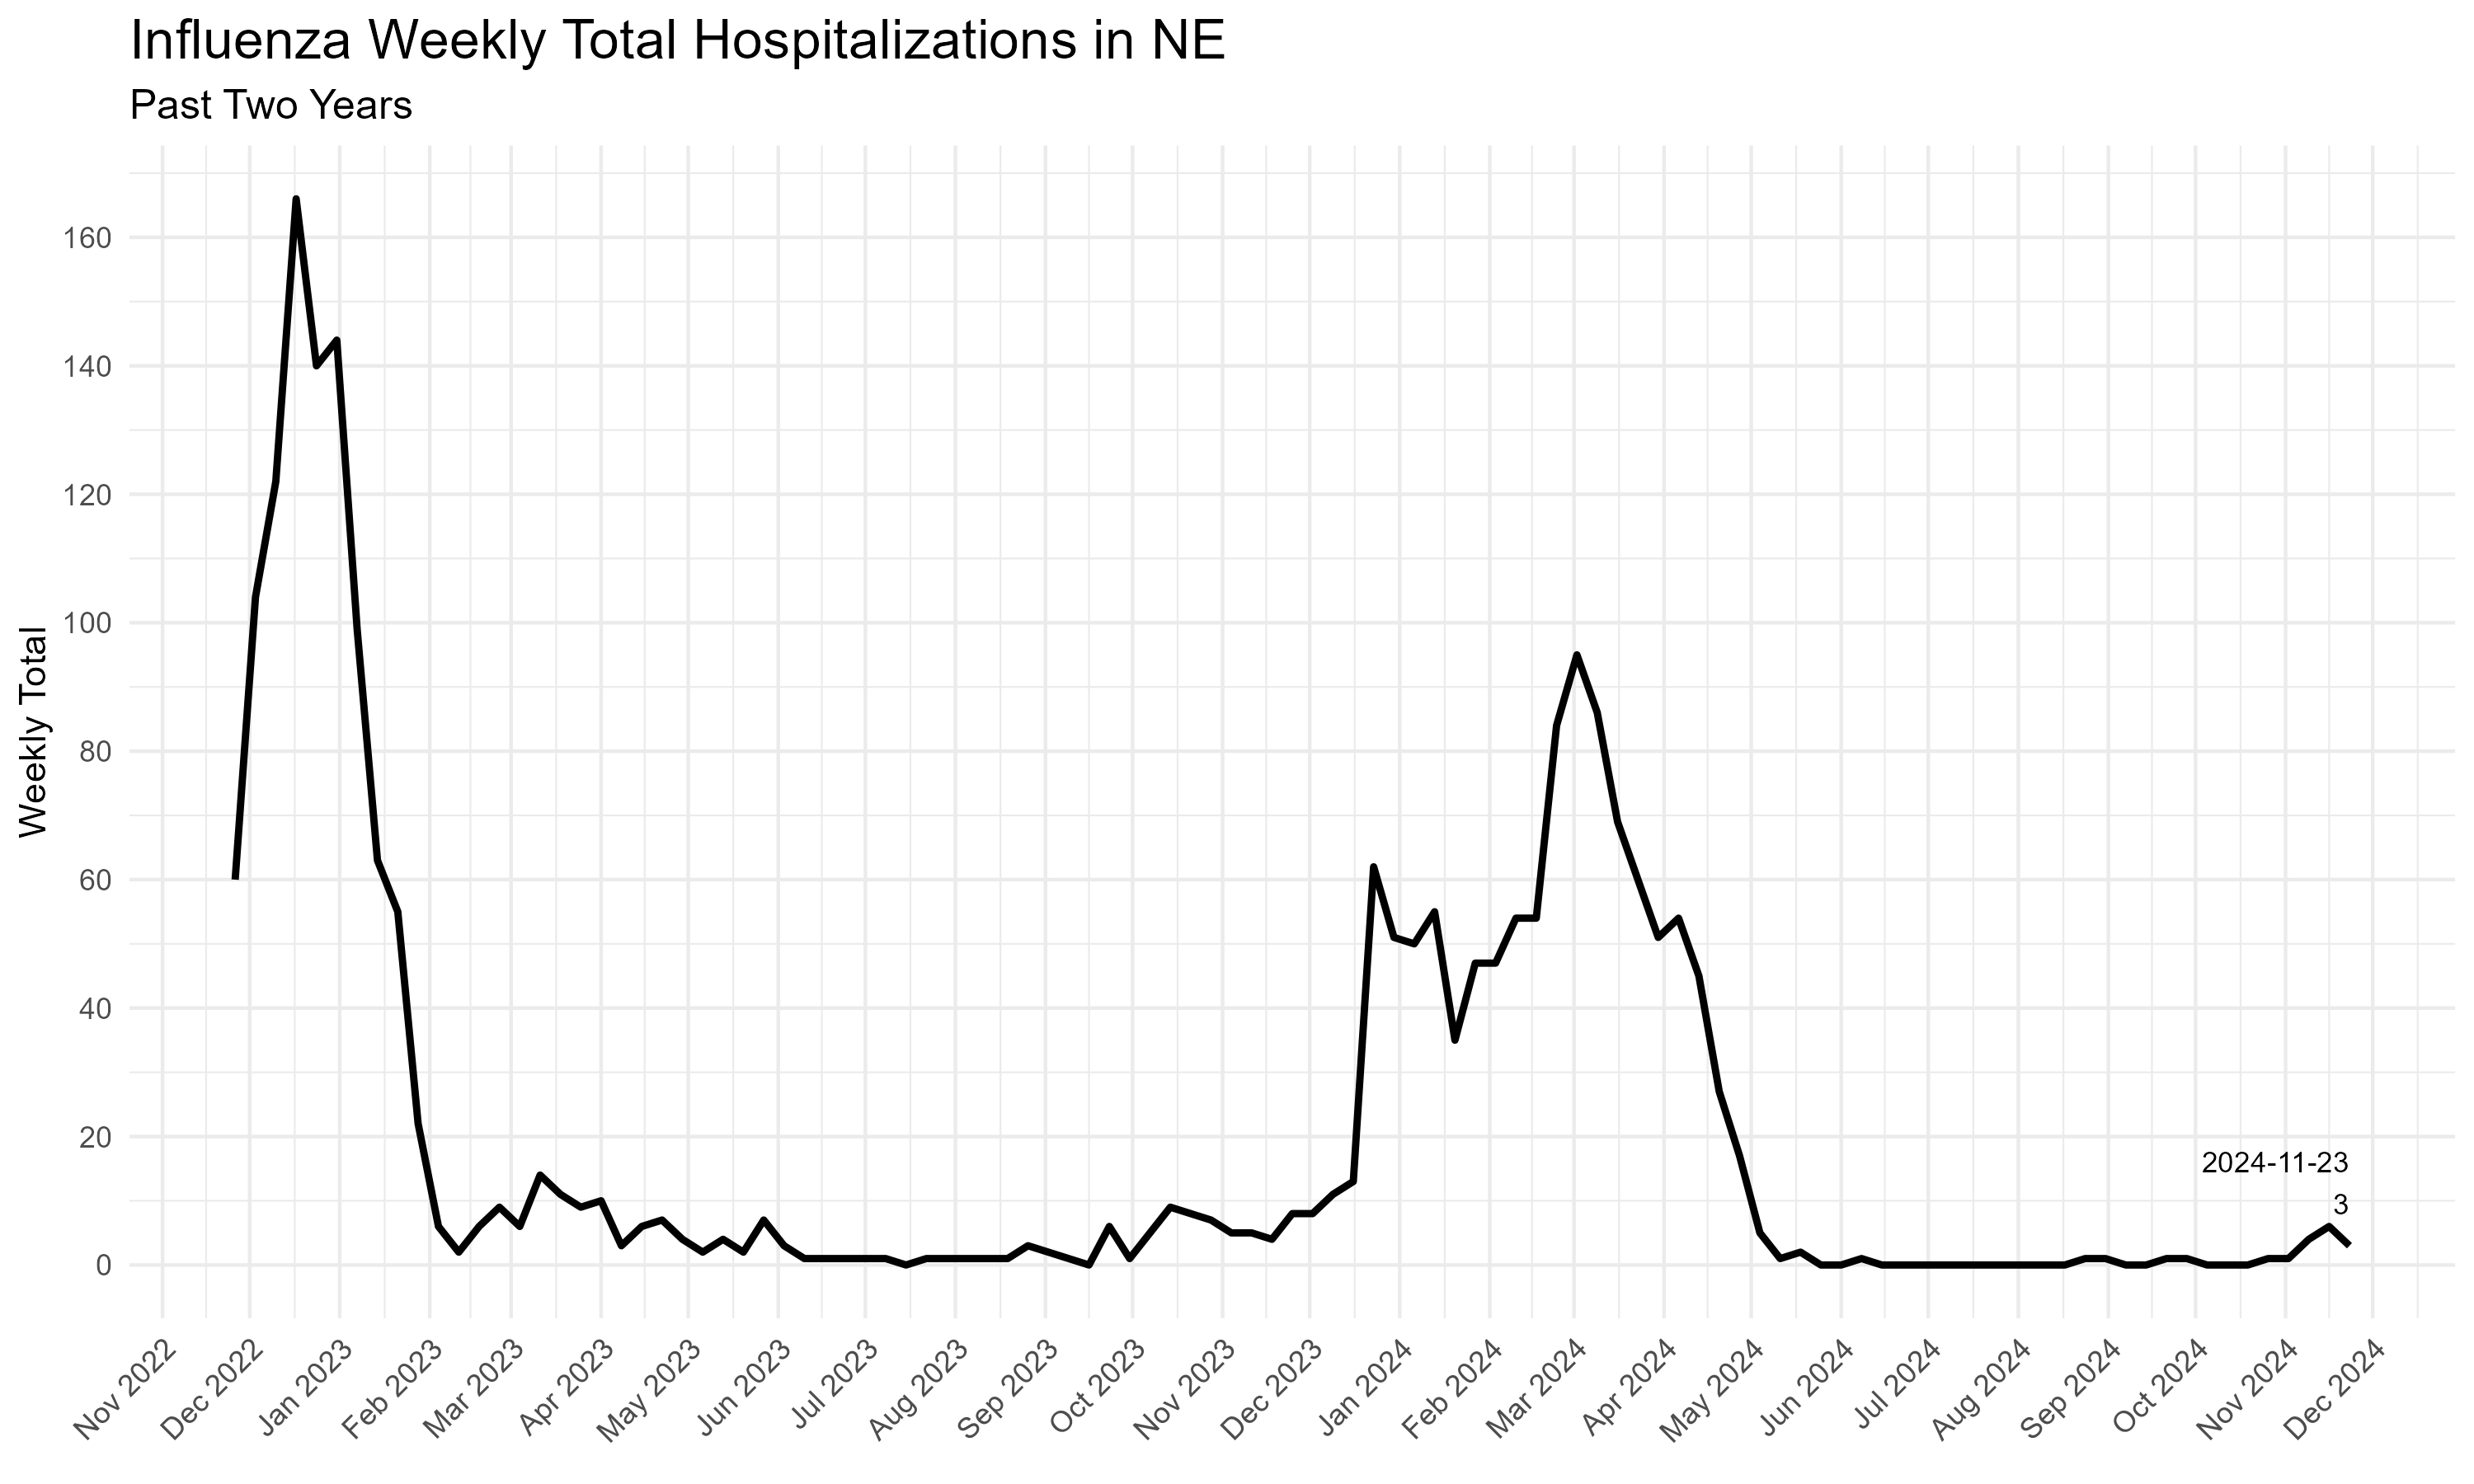 Influenza Weekly Total Hospitalizations in NE
Past Two Years
Weekly Total
160
140
120
100
80
60
40
20
0
2024-11-23
3
Nov 2022
Dec 2022
Jan 2023
Feb 2023
Mar 2023
Apr 2023
May 2023
Jun 2023
Jul 2023
Aug 2023
Sep 2023
Oct 2023
Nov 2023
Dec 2023
Jan 2024
Feb 2024
Mar 2024
Apr 2024
May 2024
Jun 2024
Jul 2024
Aug 2024
Sep 2024
Oct 2024
Nov 2024
Dec 2024